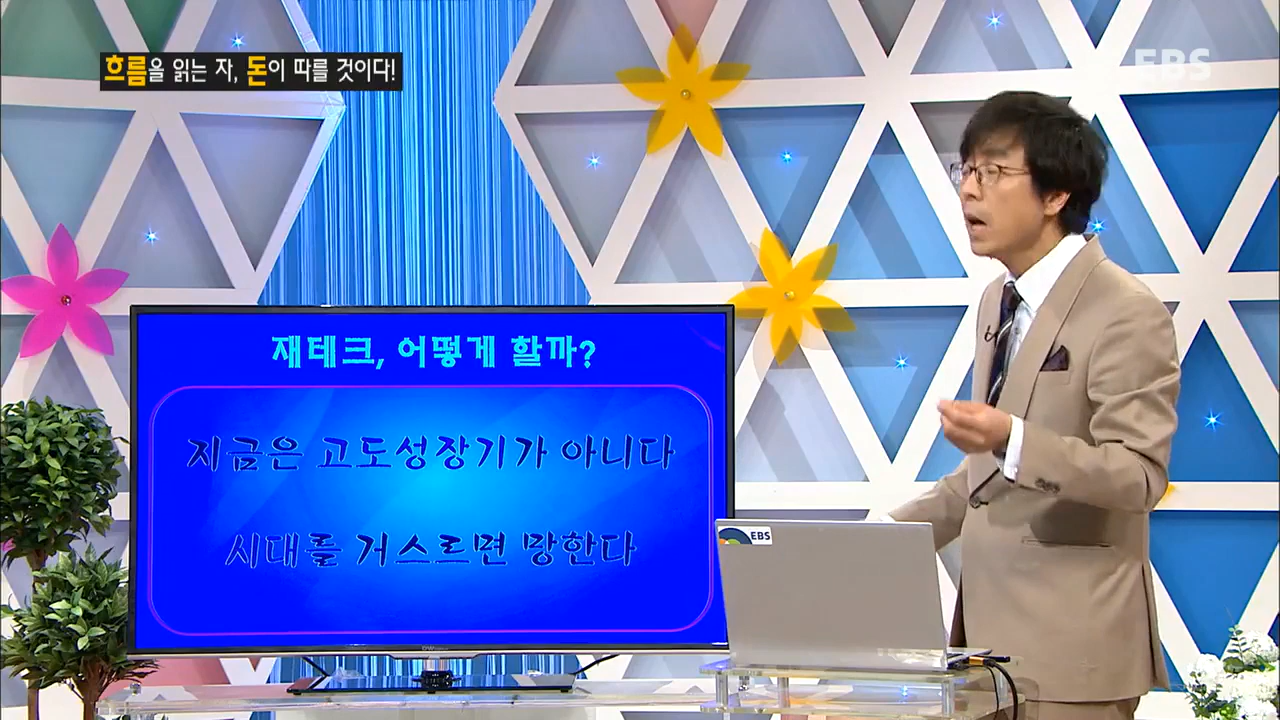 흐름을 읽는 자, 돈이 따를 것이다!
EBS
재테크, 어떻게 할까?
지금은 고도성장기가 아니다
시대를 거스르면 망한다
EBS